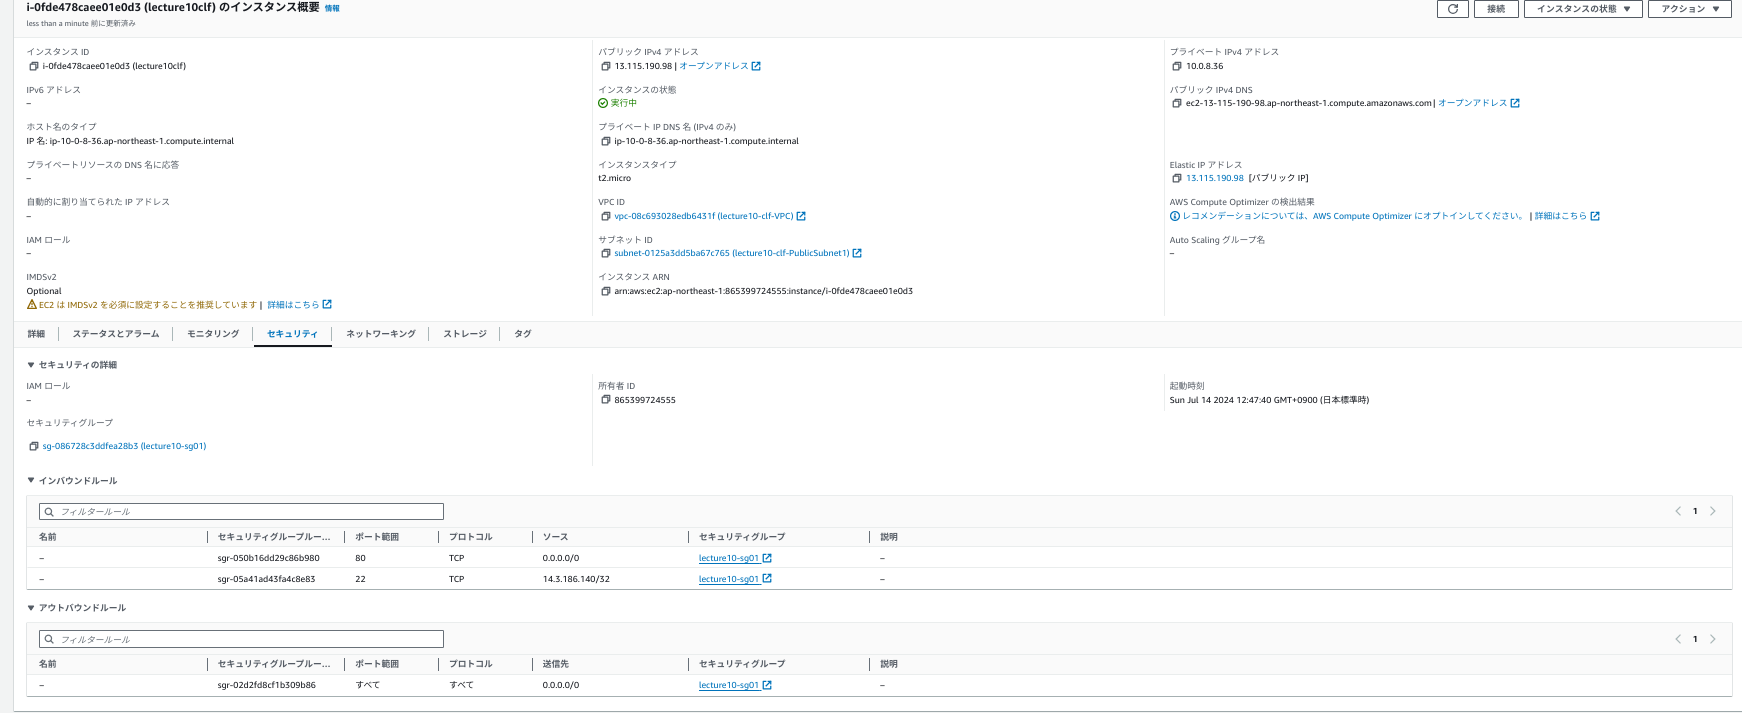 i-0fde478caee01e0d3 (lecture10clf) のインスタンス概要 情報
less than a minute 前に更新済み
接続
インスタンスの状態 ▼
アクション ▼
インスタンス ID
i-0fde478caee01e0d3 (lecture10clf)
パブリック IPv4 アドレス
13.115.190.98 | オープンアドレス
プライベート IPv4 アドレス
10.0.8.36
IPv6 アドレス
–
インスタンスの状態
実行中
パブリック IPv4 DNS
ec2-13-115-190-98.ap-northeast-1.compute.amazonaws.com | オープンアドレス
ホスト名のタイプ
IP 名: ip-10-0-8-36.ap-northeast-1.compute.internal
プライベート IP DNS 名 (IPv4 のみ)
ip-10-0-8-36.ap-northeast-1.compute.internal
プライベートリソースの DNS 名に応答
–
インスタンスタイプ
t2.micro
Elastic IP アドレス
13.115.190.98 [パブリック IP]
自動的に割り当てられた IP アドレス
–
VPC ID
vpc-08c693028edb6431f (lecture10-clf-VPC)
AWS Compute Optimizer の検出結果
レコメンデーションについては、AWS Compute Optimizer にオプトインしてください。 | 詳細はこちら
IAM ロール
–
サブネット ID
subnet-0125a3dd5ba67c765 (lecture10-clf-PublicSubnet1)
Auto Scaling グループ名
–
IMDSv2
Optional
EC2 は IMDSv2 を必須に設定することを推奨しています | 詳細はこちら
インスタンス ARN
arn:aws:ec2:ap-northeast-1:865399724555:instance/i-0fde478caee01e0d3
詳細 ステータスとアラーム モニタリング セキュリティ ネットワーキング ストレージ タグ
▼ セキュリティの詳細
IAM ロール
–
所有者 ID
865399724555
起動時刻
Sun Jul 14 2024 12:47:40 GMT+0900 (日本標準時)
セキュリティグループ
sg-086728c3ddfea28b3 (lecture10-sg01)
▼ インバウンドルール
フィルタールール
1
名前 セキュリティグループルー... ポート範囲 プロトコル ソース セキュリティグループ 説明
– sgr-050b16dd29c86b980 80 TCP 0.0.0.0/0 lecture10-sg01 –
– sgr-05a41ad43fa4c8e83 22 TCP 14.3.186.140/32 lecture10-sg01 –
▼ アウトバウンドルール
フィルタールール
1
名前 セキュリティグループルー... ポート範囲 プロトコル 送信先 セキュリティグループ 説明
– sgr-02d2fd8cf1b309b86 すべて すべて 0.0.0.0/0 lecture10-sg01 –